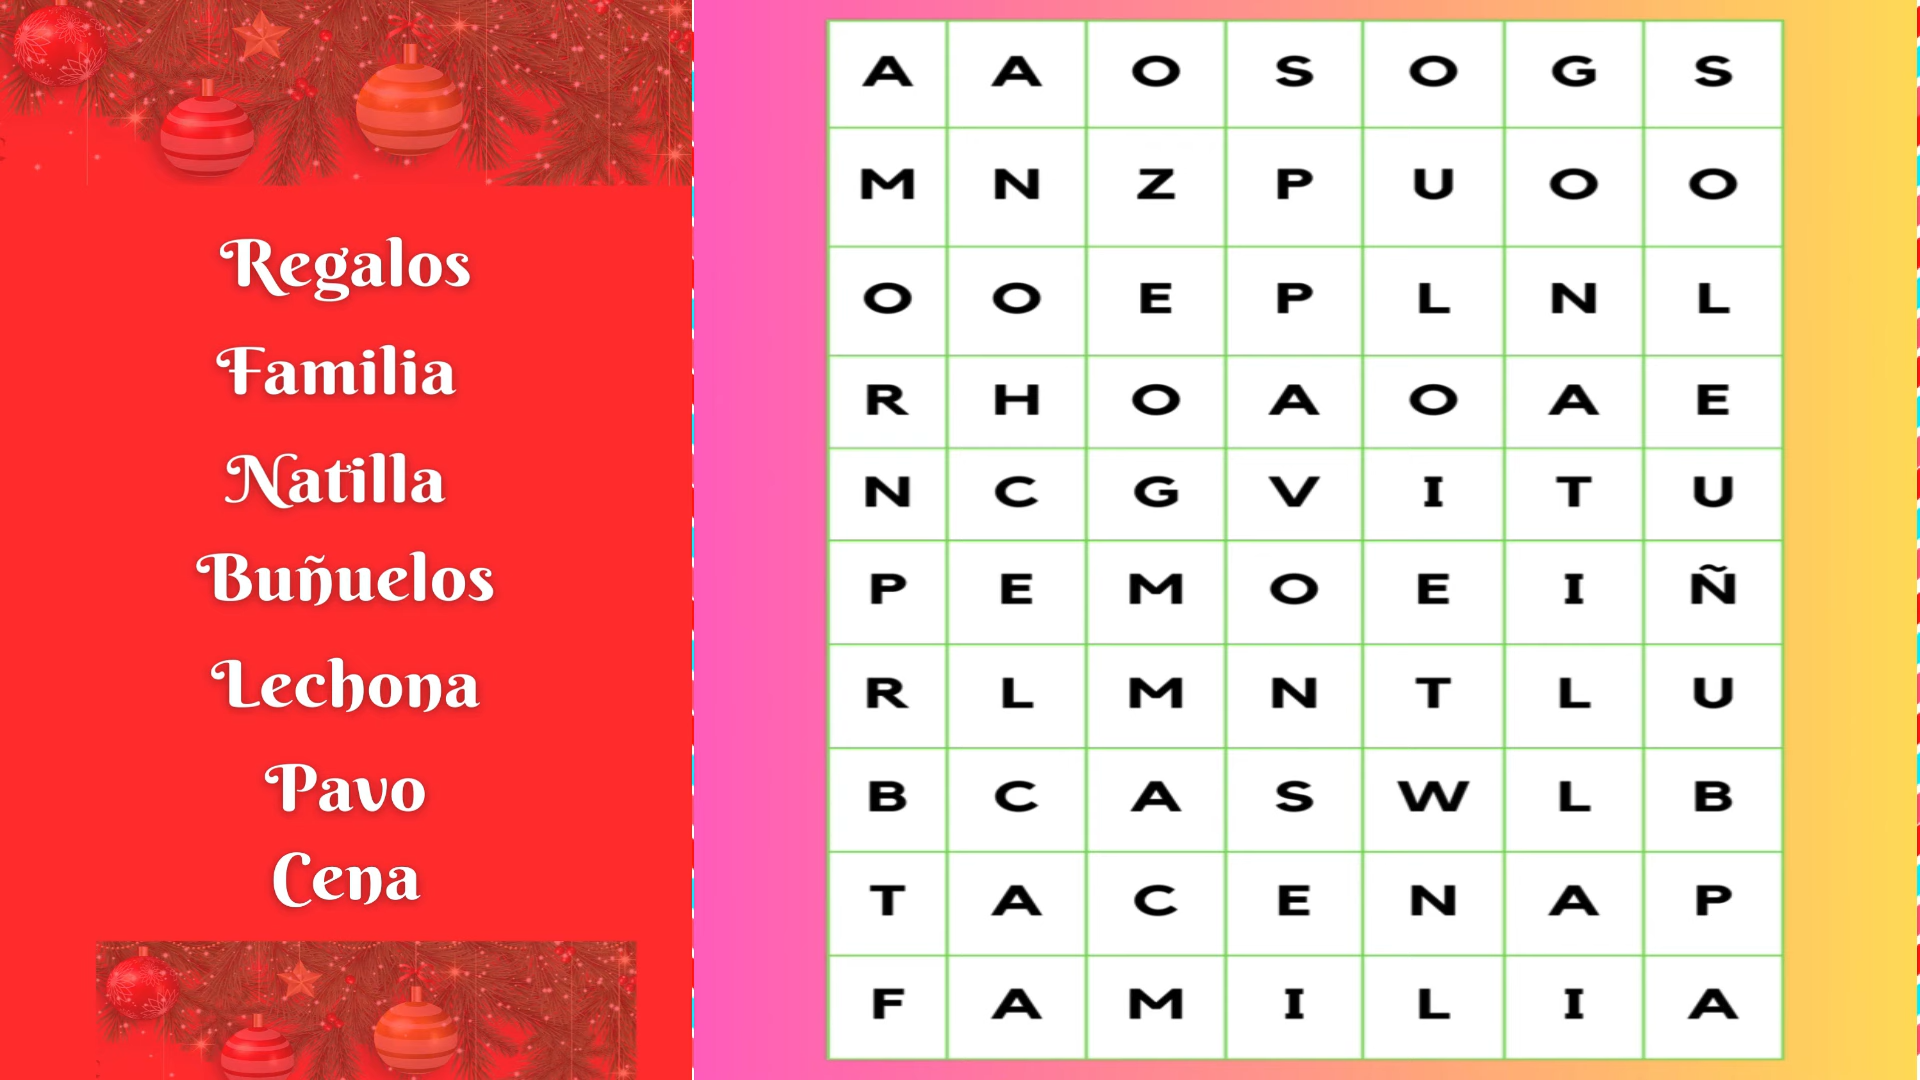 Regalos
Familia
Natilla
Buñuelos
Lechona
Pavo
Cena
A A O S O G S
M N Z P U O O
O O E P L N L
R H O A O A E
N C G V I T U
P E M O E I Ñ
R L M N T L U
B C A S W L B
T A C E N A P
F A M I L I A